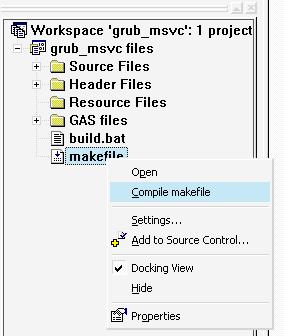 Workspace 'grub_msvc': 1 project
grub_msvc files
Source Files
Header Files
Resource Files
GAS files
build.bat
makefile
Open
Compile makefile
Settings...
Add to Source Control...
Docking View
Hide
Properties